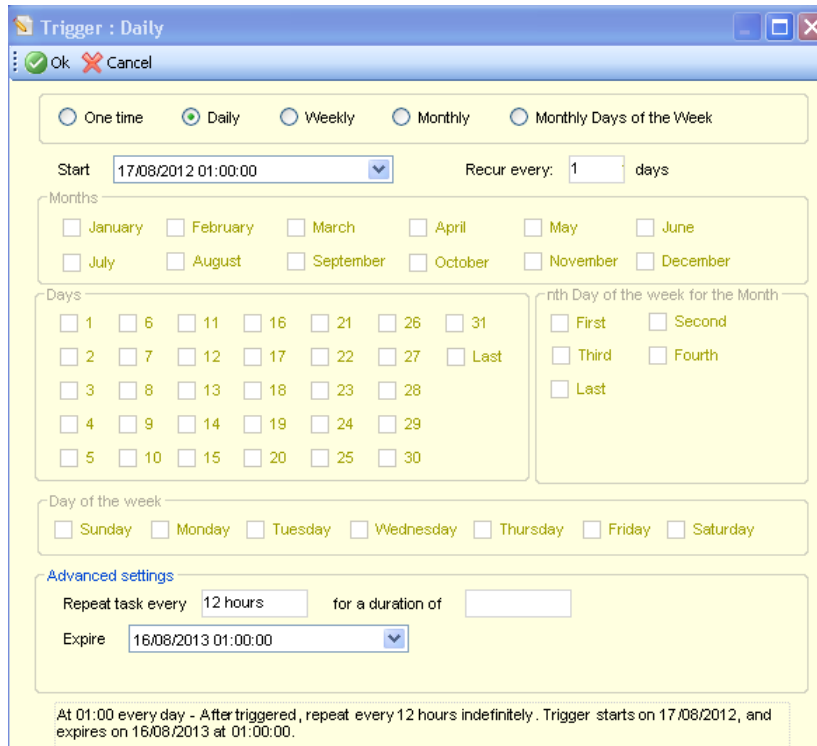 Trigger : Daily
Ok Cancel
One time Daily Weekly Monthly Monthly Days of the Week
Start 17/08/2012 01:00:00 Recur every: 1 days
Months
January February March April May June
July August September October November December
Days nth Day of the week for the Month
1 6 11 16 21 26 31 First Second
2 7 12 17 22 27 Last Third Fourth
3 8 13 18 23 28 Last
4 9 14 19 24 29
5 10 15 20 25 30
Day of the week
Sunday Monday Tuesday Wednesday Thursday Friday Saturday
Advanced settings
Repeat task every 12 hours for a duration of
Expire 16/08/2013 01:00:00
At 01:00 every day - After triggered, repeat every 12 hours indefinitely. Trigger starts on 17/08/2012, and
expires on 16/08/2013 at 01:00:00.